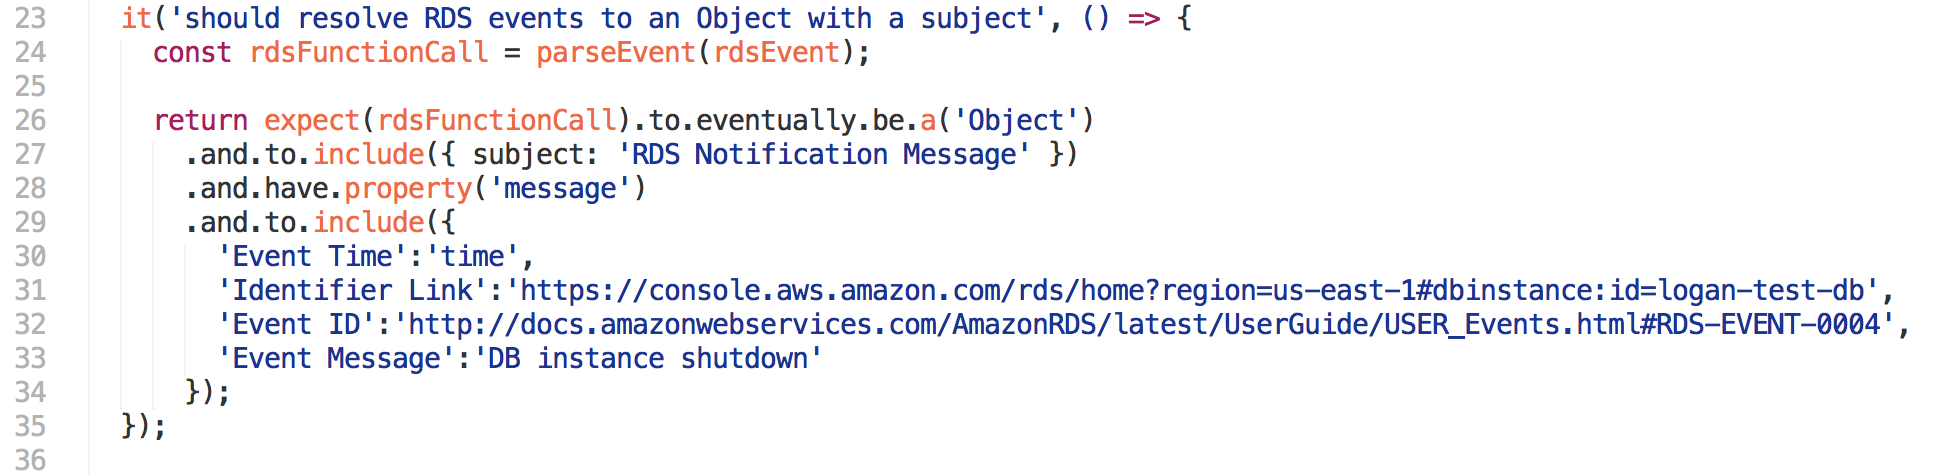 23 it('should resolve RDS events to an Object with a subject', () => {
24 const rdsFunctionCall = parseEvent(rdsEvent);
25
26 return expect(rdsFunctionCall).to.eventually.be.a('Object')
27 .and.to.include({ subject: 'RDS Notification Message' })
28 .and.have.property('message')
29 .and.to.include({
30 'Event Time':'time',
31 'Identifier Link':'https://console.aws.amazon.com/rds/home?region=us-east-1#dbinstance:id=logan-test-db',
32 'Event ID':'http://docs.amazonwebservices.com/AmazonRDS/latest/UserGuide/USER_Events.html#RDS-EVENT-0004',
33 'Event Message':'DB instance shutdown'
34 });
35 });
36